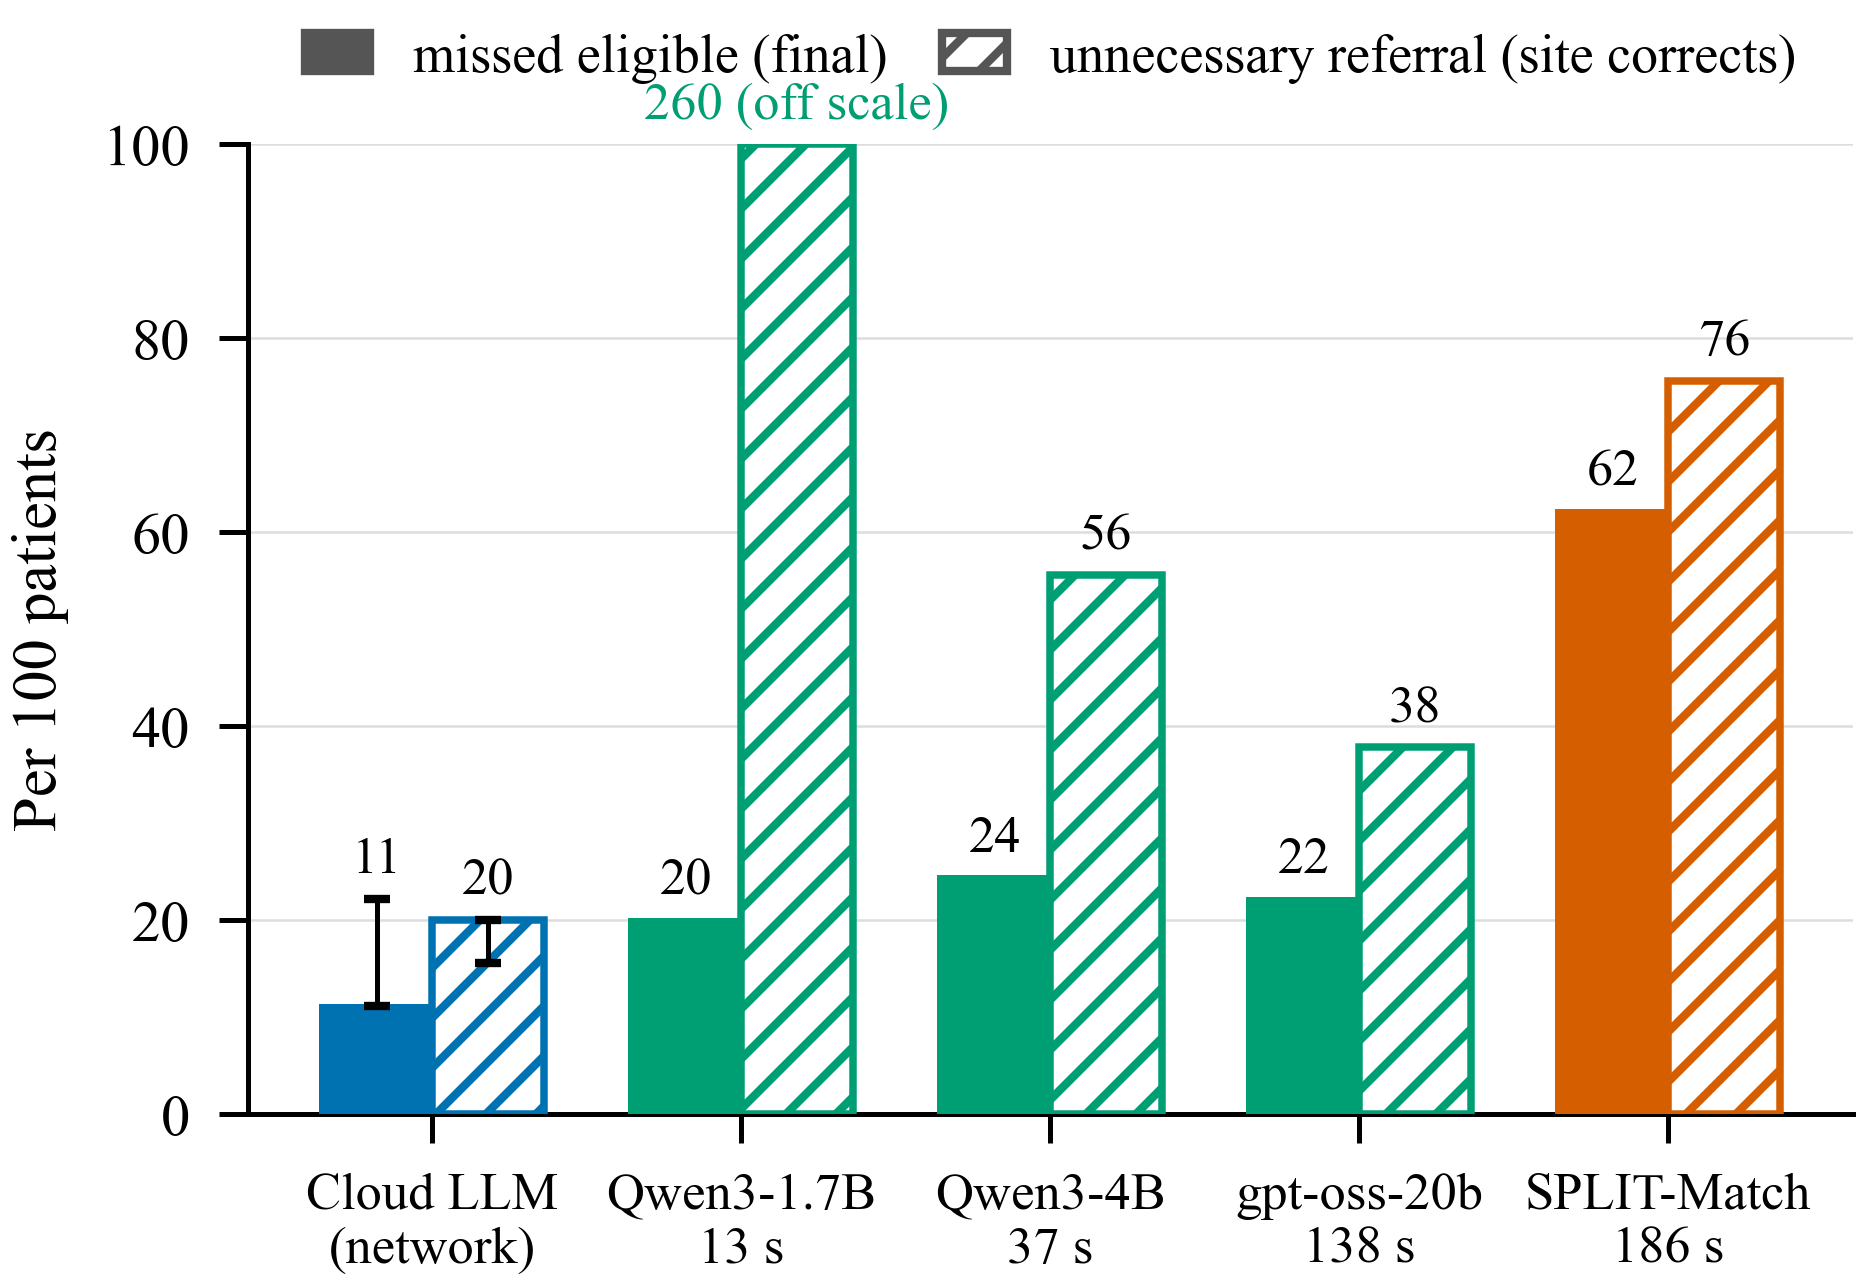 missed eligible (final)
unnecessary referral (site corrects)
260 (off scale)
100
80
60
40
20
0
Per 100 patients
11
20
20
24
56
22
38
62
76
Cloud LLM
(network)
Qwen3-1.7B
13 s
Qwen3-4B
37 s
gpt-oss-20b
138 s
SPLIT-Match
186 s